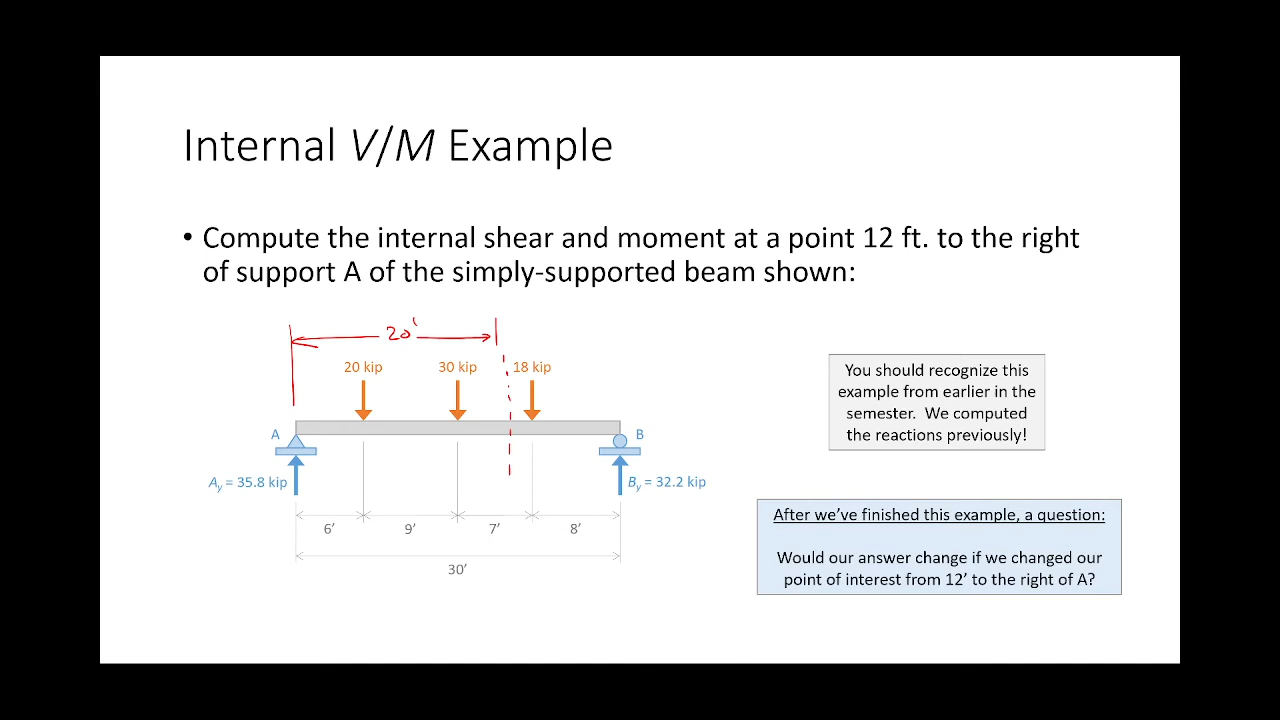 Internal V/M Example
• Compute the internal shear and moment at a point 12 ft. to the right
of support A of the simply-supported beam shown:
20'
20 kip
30 kip
18 kip
A
B
Ay = 35.8 kip
By = 32.2 kip
6’
9’
7’
8’
30’
You should recognize this
example from earlier in the
semester. We computed
the reactions previously!
After we’ve finished this example, a question:
Would our answer change if we changed our
point of interest from 12’ to the right of A?